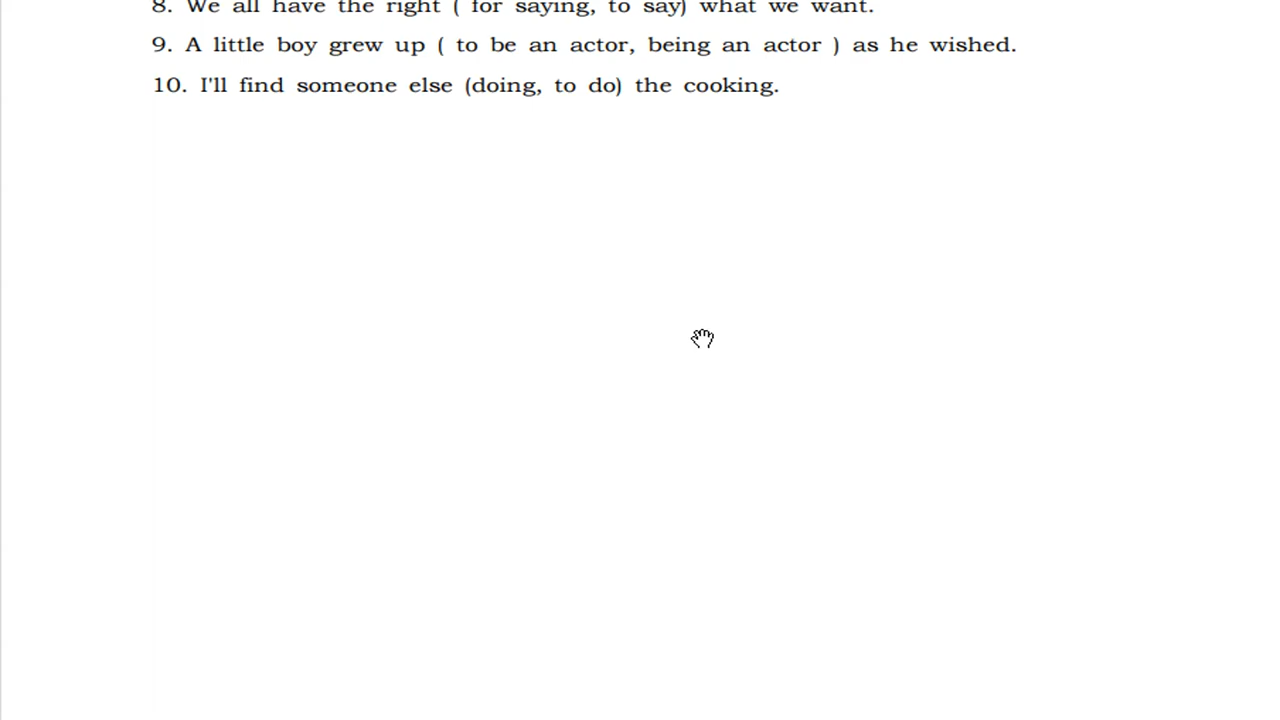 8. We all have the right ( for saying, to say) what we want.
9. A little boy grew up ( to be an actor, being an actor ) as he wished.
10. I'll find someone else (doing, to do) the cooking.